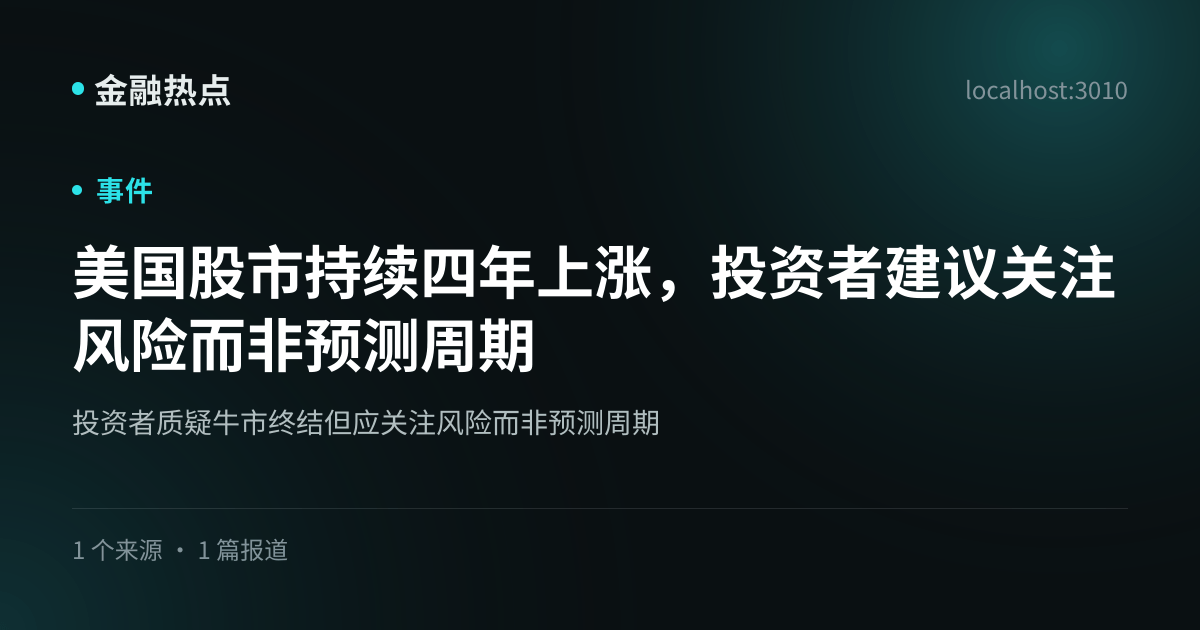 金融热点
localhost:3010
事件
美国股市持续四年上涨，投资者建议关注
风险而非预测周期
投资者质疑牛市终结但应关注风险而非预测周期
1 个来源 · 1 篇报道